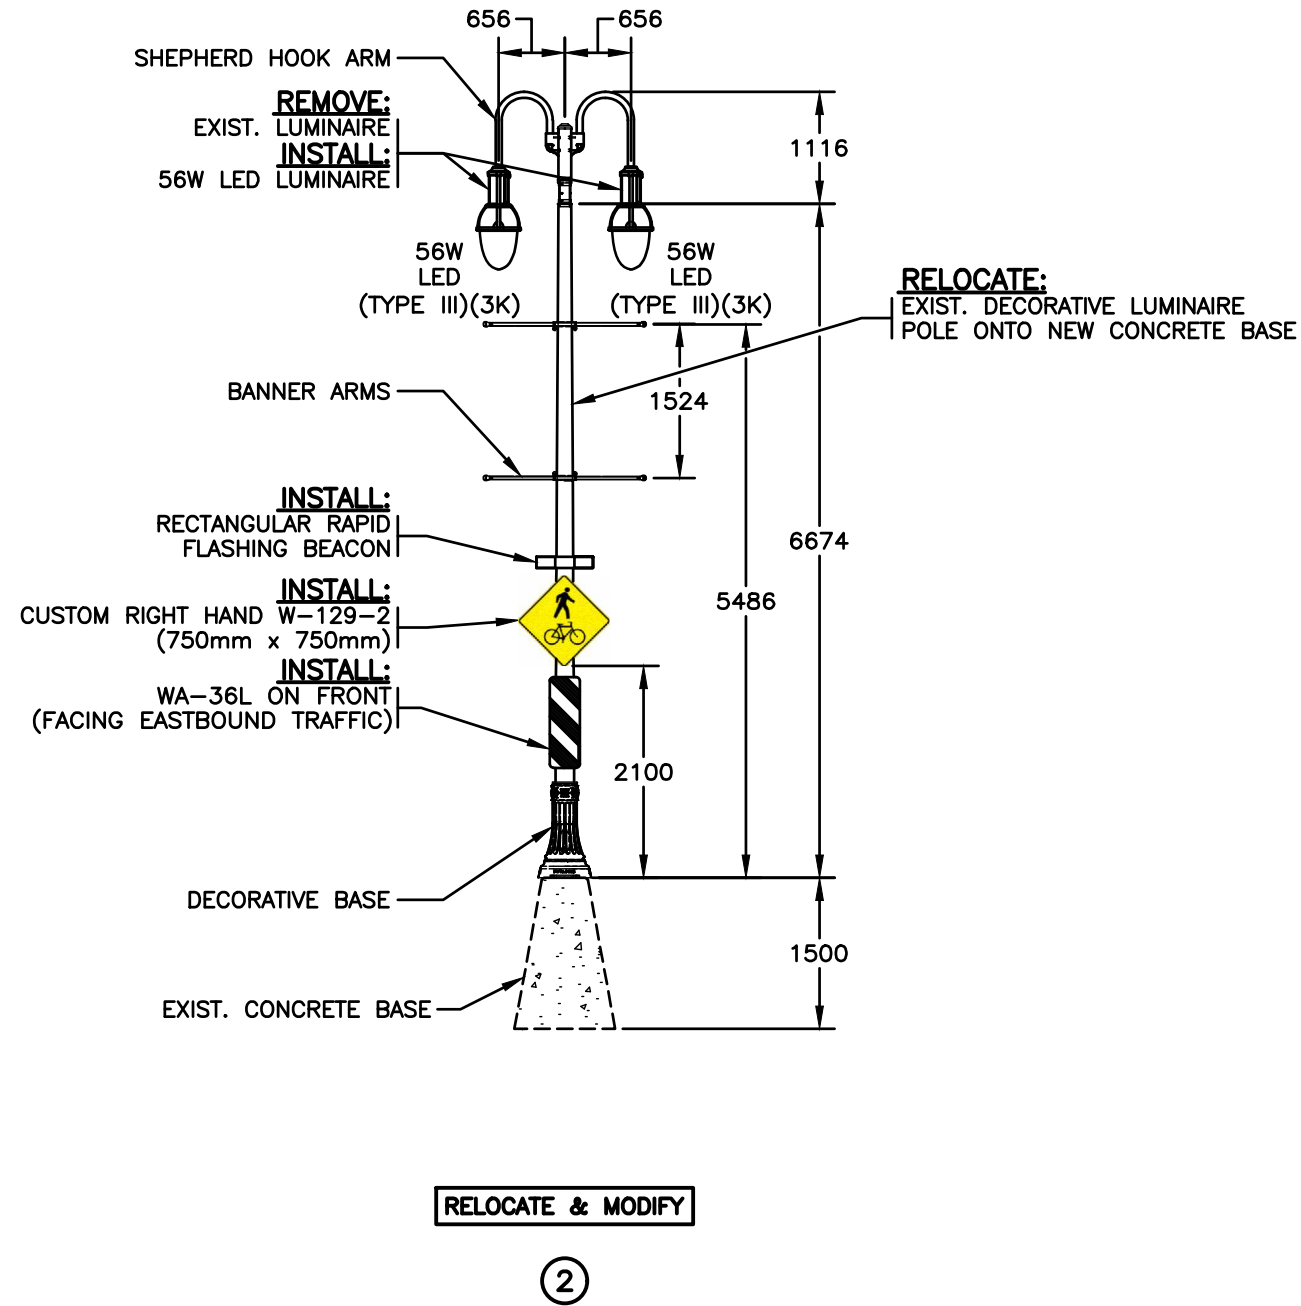 656
656
SHEPHERD HOOK ARM
REMOVE:
EXIST. LUMINAIRE
INSTALL:
56W LED LUMINAIRE
1116
56W
LED
(TYPE III)(3K)
56W
LED
(TYPE III)(3K)
RELOCATE:
EXIST. DECORATIVE LUMINAIRE
POLE ONTO NEW CONCRETE BASE
BANNER ARMS
1524
INSTALL:
RECTANGULAR RAPID
FLASHING BEACON
6674
INSTALL:
CUSTOM RIGHT HAND W-129-2
(750mm x 750mm)
5486
INSTALL:
WA-36L ON FRONT
(FACING EASTBOUND TRAFFIC)
2100
DECORATIVE BASE
1500
EXIST. CONCRETE BASE
RELOCATE & MODIFY
2